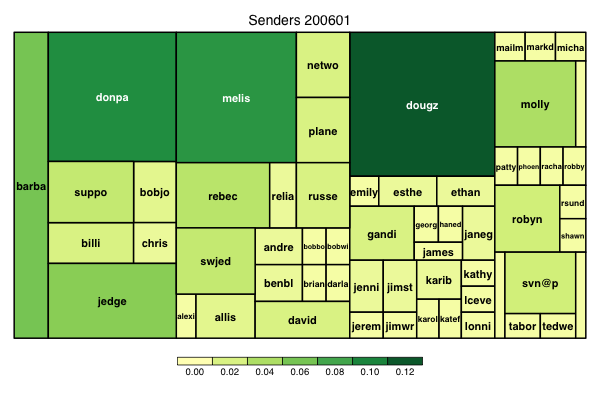 Senders 200601
barba
donpa
suppo
bobjo
billi
chris
jedge
melis
netwo
plane
rebec
relia
russe
swjed
andre
bobbo
bobwi
benbl
brian
darla
alexi
allis
david
dougz
emily
esthe
ethan
gandi
georg
haned
james
janeg
jenni
jimst
karib
kathy
lceve
jerem
jimwr
karol
katef
lonni
mailm
markd
micha
molly
patty
phoen
racha
robby
robyn
rsund
shawn
svn@p
tabor
tedwe
0.00 0.02 0.04 0.06 0.08 0.10 0.12